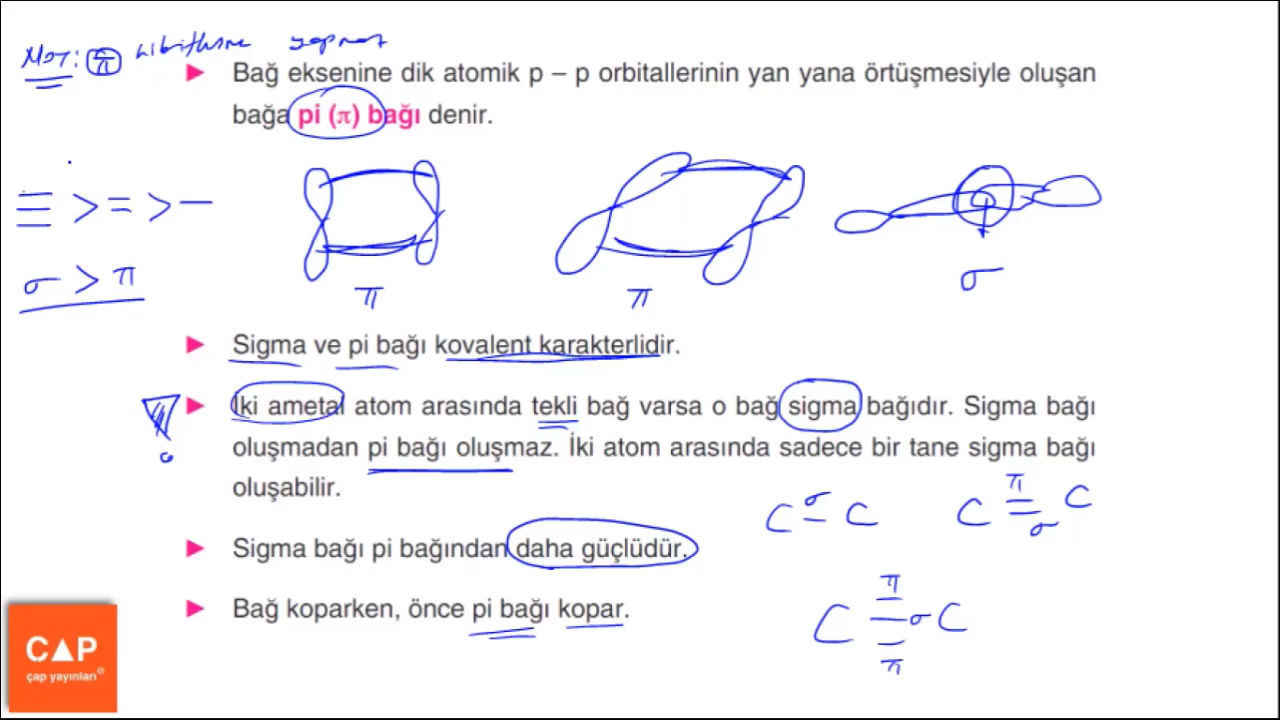 Not: π hibritleşme yapmaz
Bağ eksenine dik atomik p – p orbitallerinin yan yana örtüşmesiyle oluşan
bağa pi (π) bağı denir.
≡ > = > –
σ > π
π
π
σ
Sigma ve pi bağı kovalent karakterlidir.
İki ametal atom arasında tekli bağ varsa o bağ sigma bağıdır. Sigma bağı
oluşmadan pi bağı oluşmaz. İki atom arasında sadece bir tane sigma bağı
oluşabilir.
σ
C – C
π
C = C
σ
Sigma bağı pi bağından daha güçlüdür.
π
C ≡ σ C
π
Bağ koparken, önce pi bağı kopar.
CAP
çap yayınları®